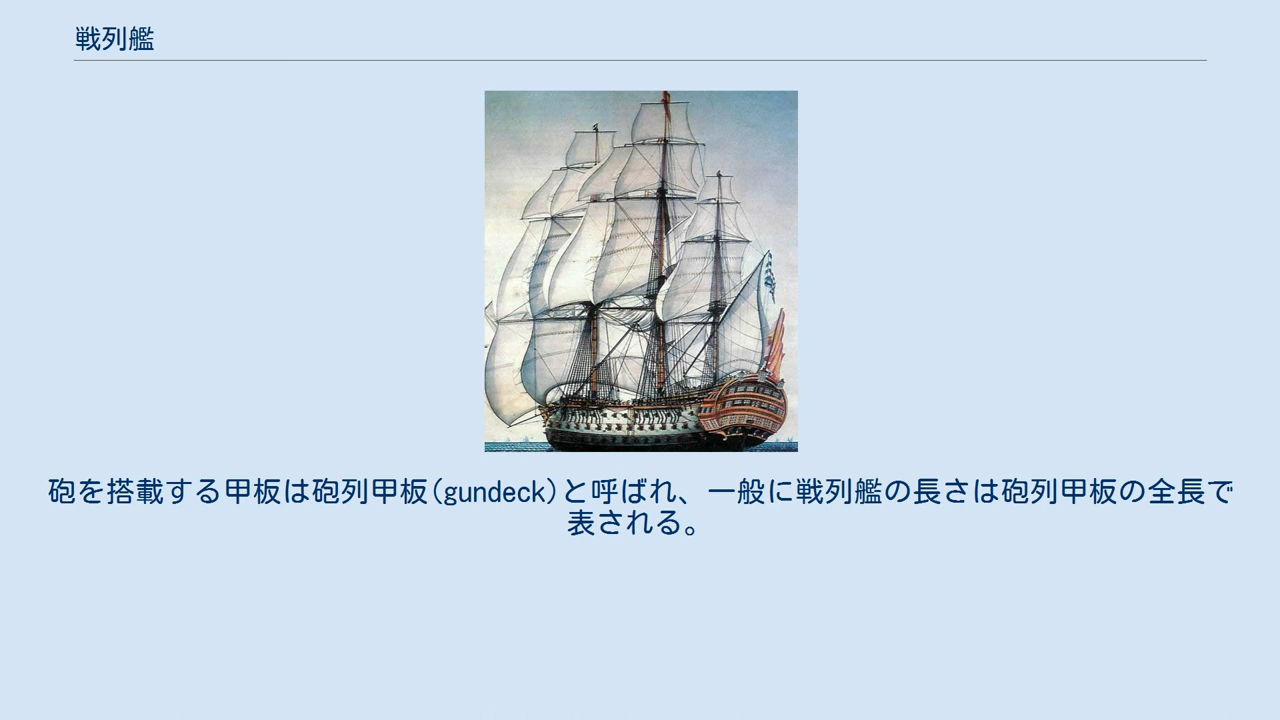 戦列艦
砲を搭載する甲板は砲列甲板(gundeck)と呼ばれ、一般に戦列艦の長さは砲列甲板の全長で
表される。